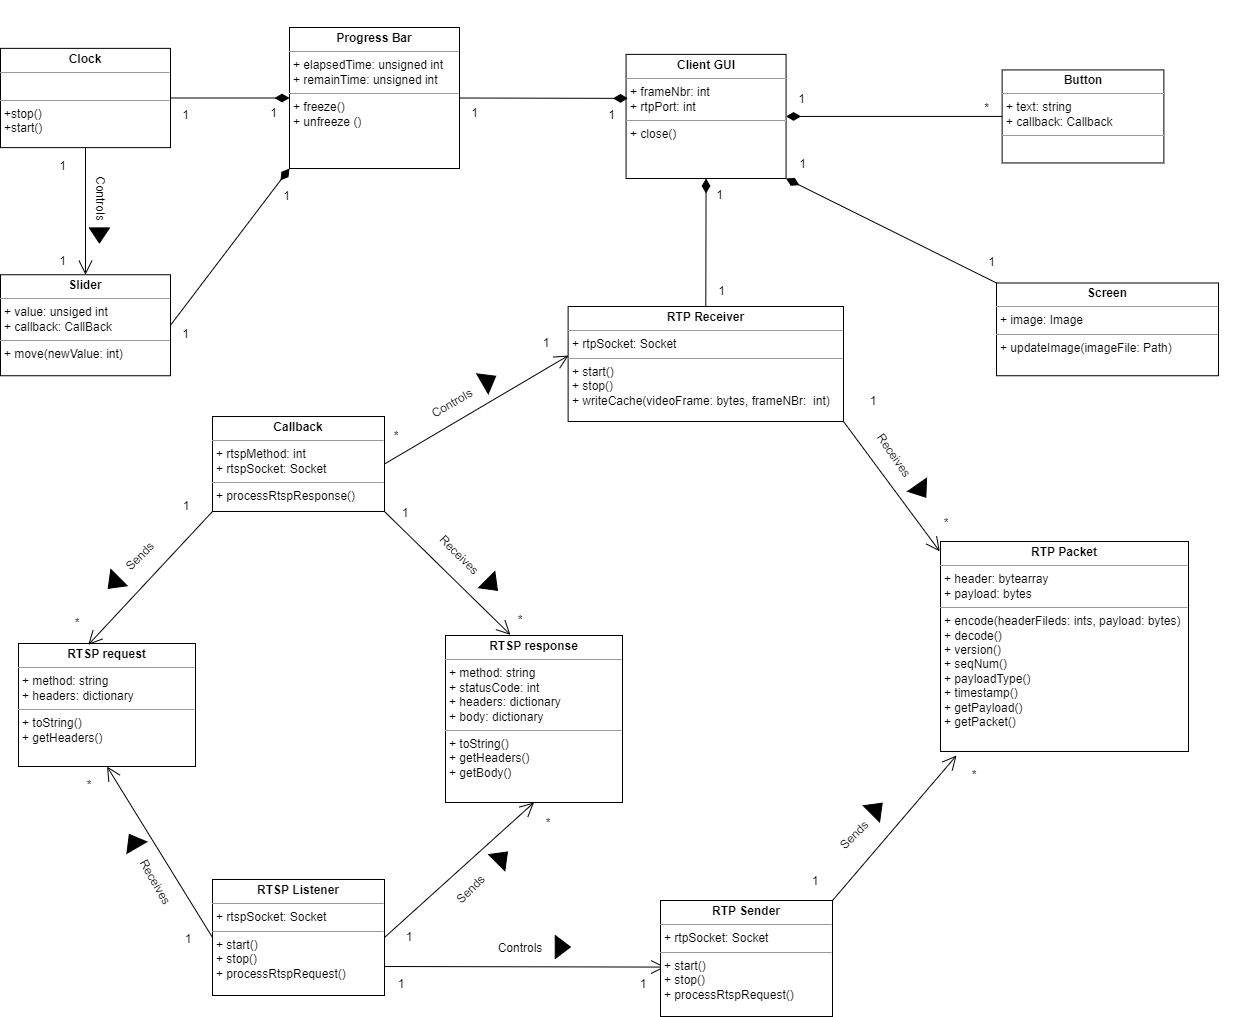 Clock
+stop()
+start()
1
1
Progress Bar
+ elapsedTime: unsigned int
+ remainTime: unsigned int
+ freeze()
+ unfreeze ()
1
1
Client GUI
+ frameNbr: int
+ rtpPort: int
+ close()
1
*
Button
+ text: string
+ callback: Callback
1
Controls
1
1
1
1
1
1
1
1
Slider
+ value: unsiged int
+ callback: CallBack
+ move(newValue: int)
Screen
+ image: Image
+ updateImage(imageFile: Path)
RTP Receiver
+ rtpSocket: Socket
+ start()
+ stop()
+ writeCache(videoFrame: bytes, frameNBr:  int)
1
Controls
*
1
Receives
*
Callback
+ rtspMethod: int
+ rtspSocket: Socket
+ processRtspResponse()
1
Sends
*
1
Receives
*
RTP Packet
+ header: bytearray
+ payload: bytes
+ encode(headerFileds: ints, payload: bytes)
+ decode()
+ version()
+ seqNum()
+ payloadType()
+ timestamp()
+ getPayload()
+ getPacket()
RTSP request
+ method: string
+ headers: dictionary
+ toString()
+ getHeaders()
RTSP response
+ method: string
+ statusCode: int
+ headers: dictionary
+ body: dictionary
+ toString()
+ getHeaders()
+ getBody()
*
Receives
1
*
Sends
1
*
Sends
1
RTSP Listener
+ rtspSocket: Socket
+ start()
+ stop()
+ processRtspRequest()
Controls
1
1
RTP Sender
+ rtpSocket: Socket
+ start()
+ stop()
+ processRtspRequest()